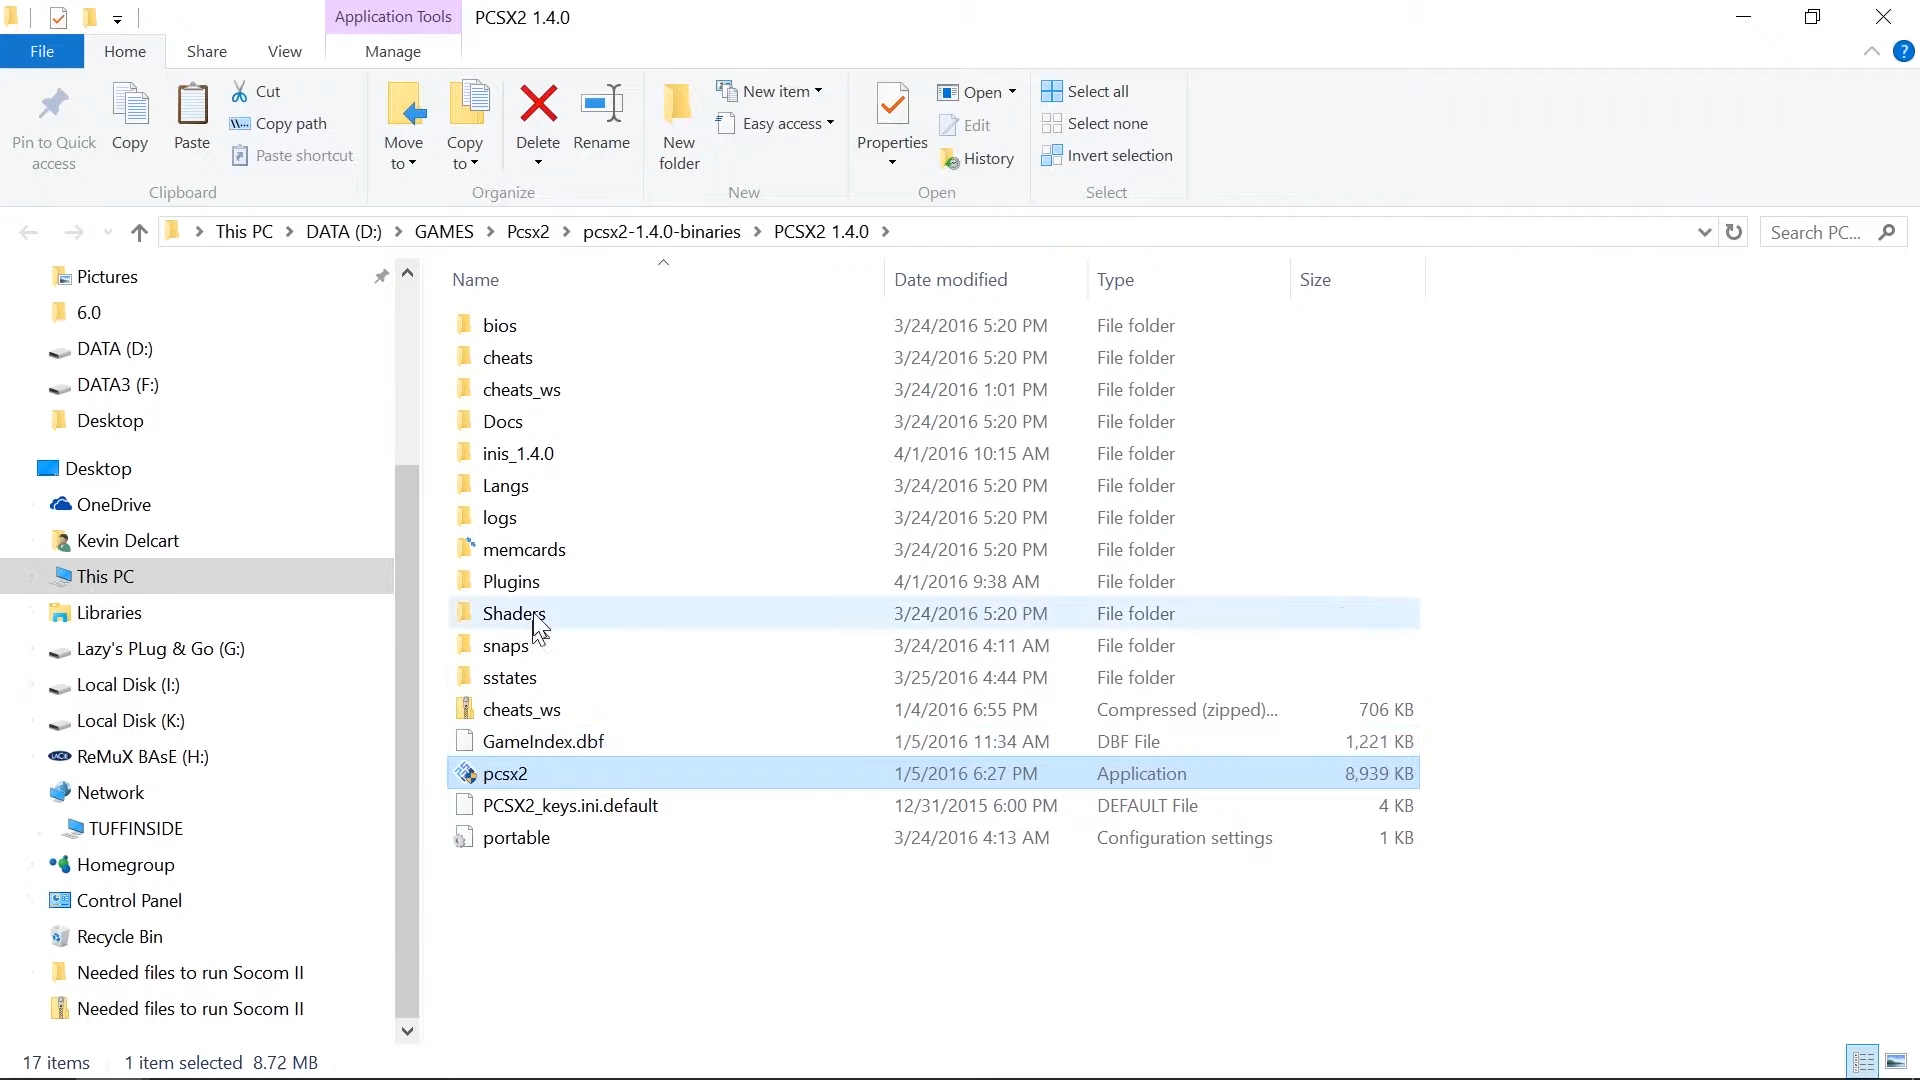 Application Tools
PCSX2 1.4.0
File
Home
Share
View
Manage
Pin to Quick access
Copy
Paste
Cut
Copy path
Paste shortcut
Clipboard
Move to
Copy to
Delete
Rename
Organize
New folder
New item
Easy access
New
Properties
Open
Edit
History
Open
Select all
Select none
Invert selection
Select
This PC > DATA (D:) > GAMES > Pcsx2 > pcsx2-1.4.0-binaries > PCSX2 1.4.0 >
Search PC...
Pictures
6.0
DATA (D:)
DATA3 (F:)
Desktop
Desktop
OneDrive
Kevin Delcart
This PC
Libraries
Lazy's PLug & Go (G:)
Local Disk (I:)
Local Disk (K:)
ReMuX BAsE (H:)
Network
TUFFINSIDE
Homegroup
Control Panel
Recycle Bin
Needed files to run Socom II
Needed files to run Socom II
Name Date modified Type Size
bios 3/24/2016 5:20 PM File folder
cheats 3/24/2016 5:20 PM File folder
cheats_ws 3/24/2016 1:01 PM File folder
Docs 3/24/2016 5:20 PM File folder
inis_1.4.0 4/1/2016 10:15 AM File folder
Langs 3/24/2016 5:20 PM File folder
logs 3/24/2016 5:20 PM File folder
memcards 3/24/2016 5:20 PM File folder
Plugins 4/1/2016 9:38 AM File folder
Shaders 3/24/2016 5:20 PM File folder
snaps 3/24/2016 4:11 AM File folder
sstates 3/25/2016 4:44 PM File folder
cheats_ws 1/4/2016 6:55 PM Compressed (zipped)... 706 KB
GameIndex.dbf 1/5/2016 11:34 AM DBF File 1,221 KB
pcsx2 1/5/2016 6:27 PM Application 8,939 KB
PCSX2_keys.ini.default 12/31/2015 6:00 PM DEFAULT File 4 KB
portable 3/24/2016 4:13 AM Configuration settings 1 KB
17 items 1 item selected 8.72 MB